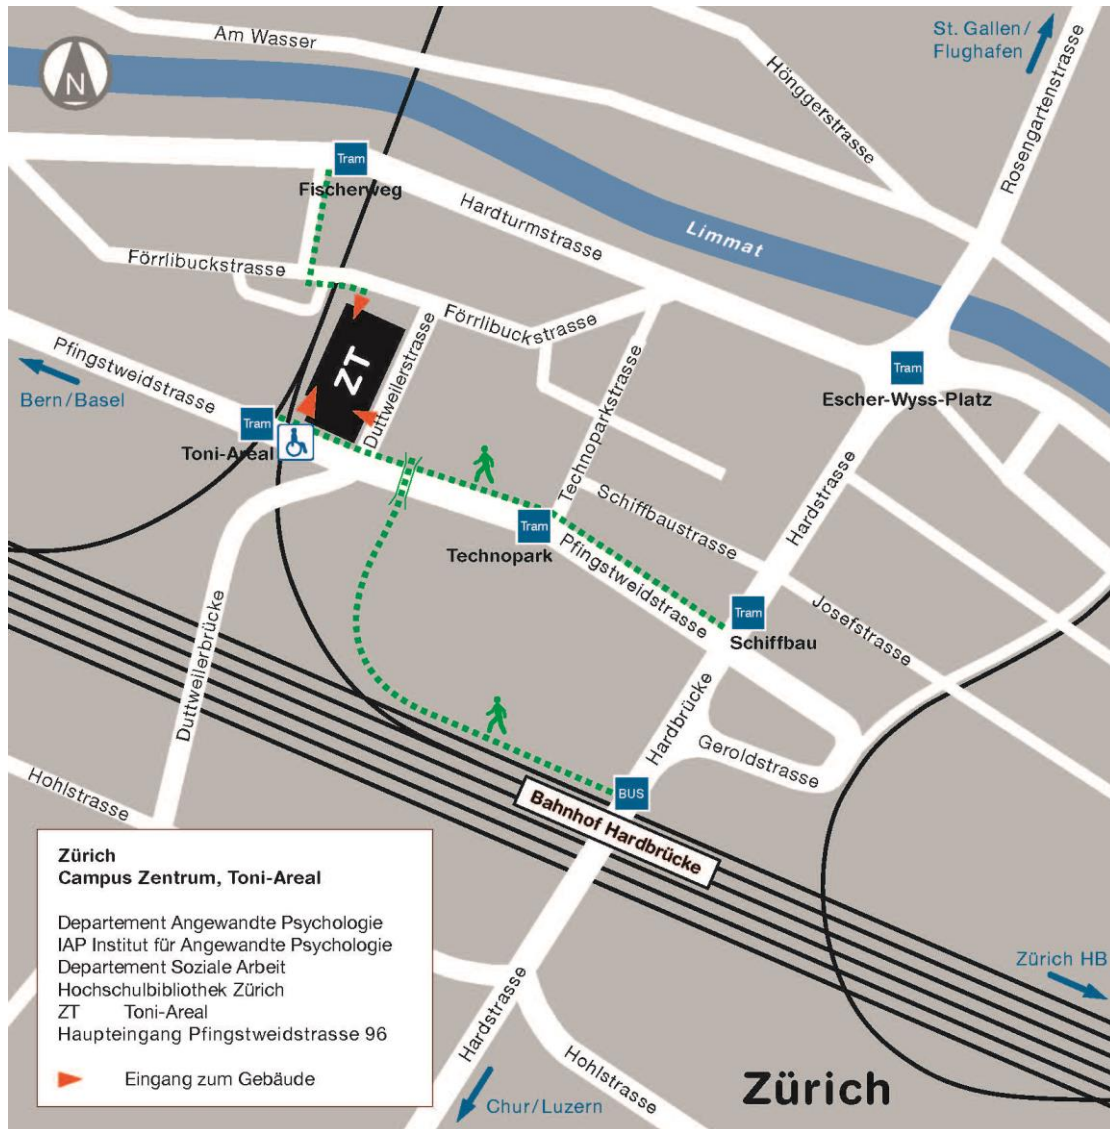 St. Gallen/
Flughafen
Am Wasser
Hönggerstrasse
Rosengartenstrasse
N
Tram
Fischerweg
Hardturmstrasse
Limmat
Förrlibuckstrasse
Förrlibuckstrasse
Pfingstweidstrasse
ZT
Duttweilerstrasse
Bern/Basel
Tram
Toni-Areal
Technoparkstrasse
Tram
Escher-Wyss-Platz
Hardstrasse
Schiffbaustrasse
Tram
Technopark
Pfingstweidstrasse
Tram
Schiffbau
Josefstrasse
Duttweilerbrücke
Hardbrücke
Geroldstrasse
BUS
Bahnhof Hardbrücke
Hohlstrasse
Zürich
Campus Zentrum, Toni-Areal
Departement Angewandte Psychologie
IAP Institut für Angewandte Psychologie
Departement Soziale Arbeit
Hochschulbibliothek Zürich
ZT Toni-Areal
Haupteingang Pfingstweidstrasse 96
Eingang zum Gebäude
Zürich HB
Hardstrasse
Hohlstrasse
Chur/Luzern
Zürich